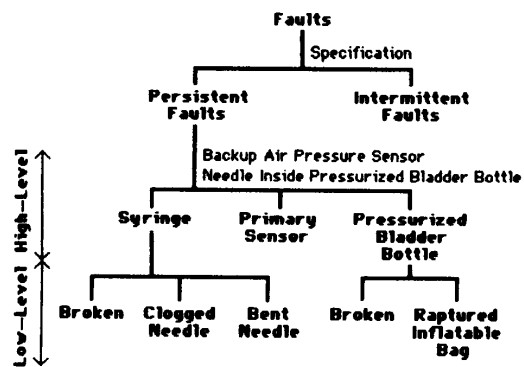 Faults
Specification
Persistent Intermittent
Faults Faults
Backup Air Pressure Sensor
Needle Inside Pressurized Bladder Bottle
Syringe Primary Pressurized
Sensor Bladder
Bottle
High-Level
Low-Level
Broken Clogged Bent Broken Raptured
Needle Needle Inflatable
Bag